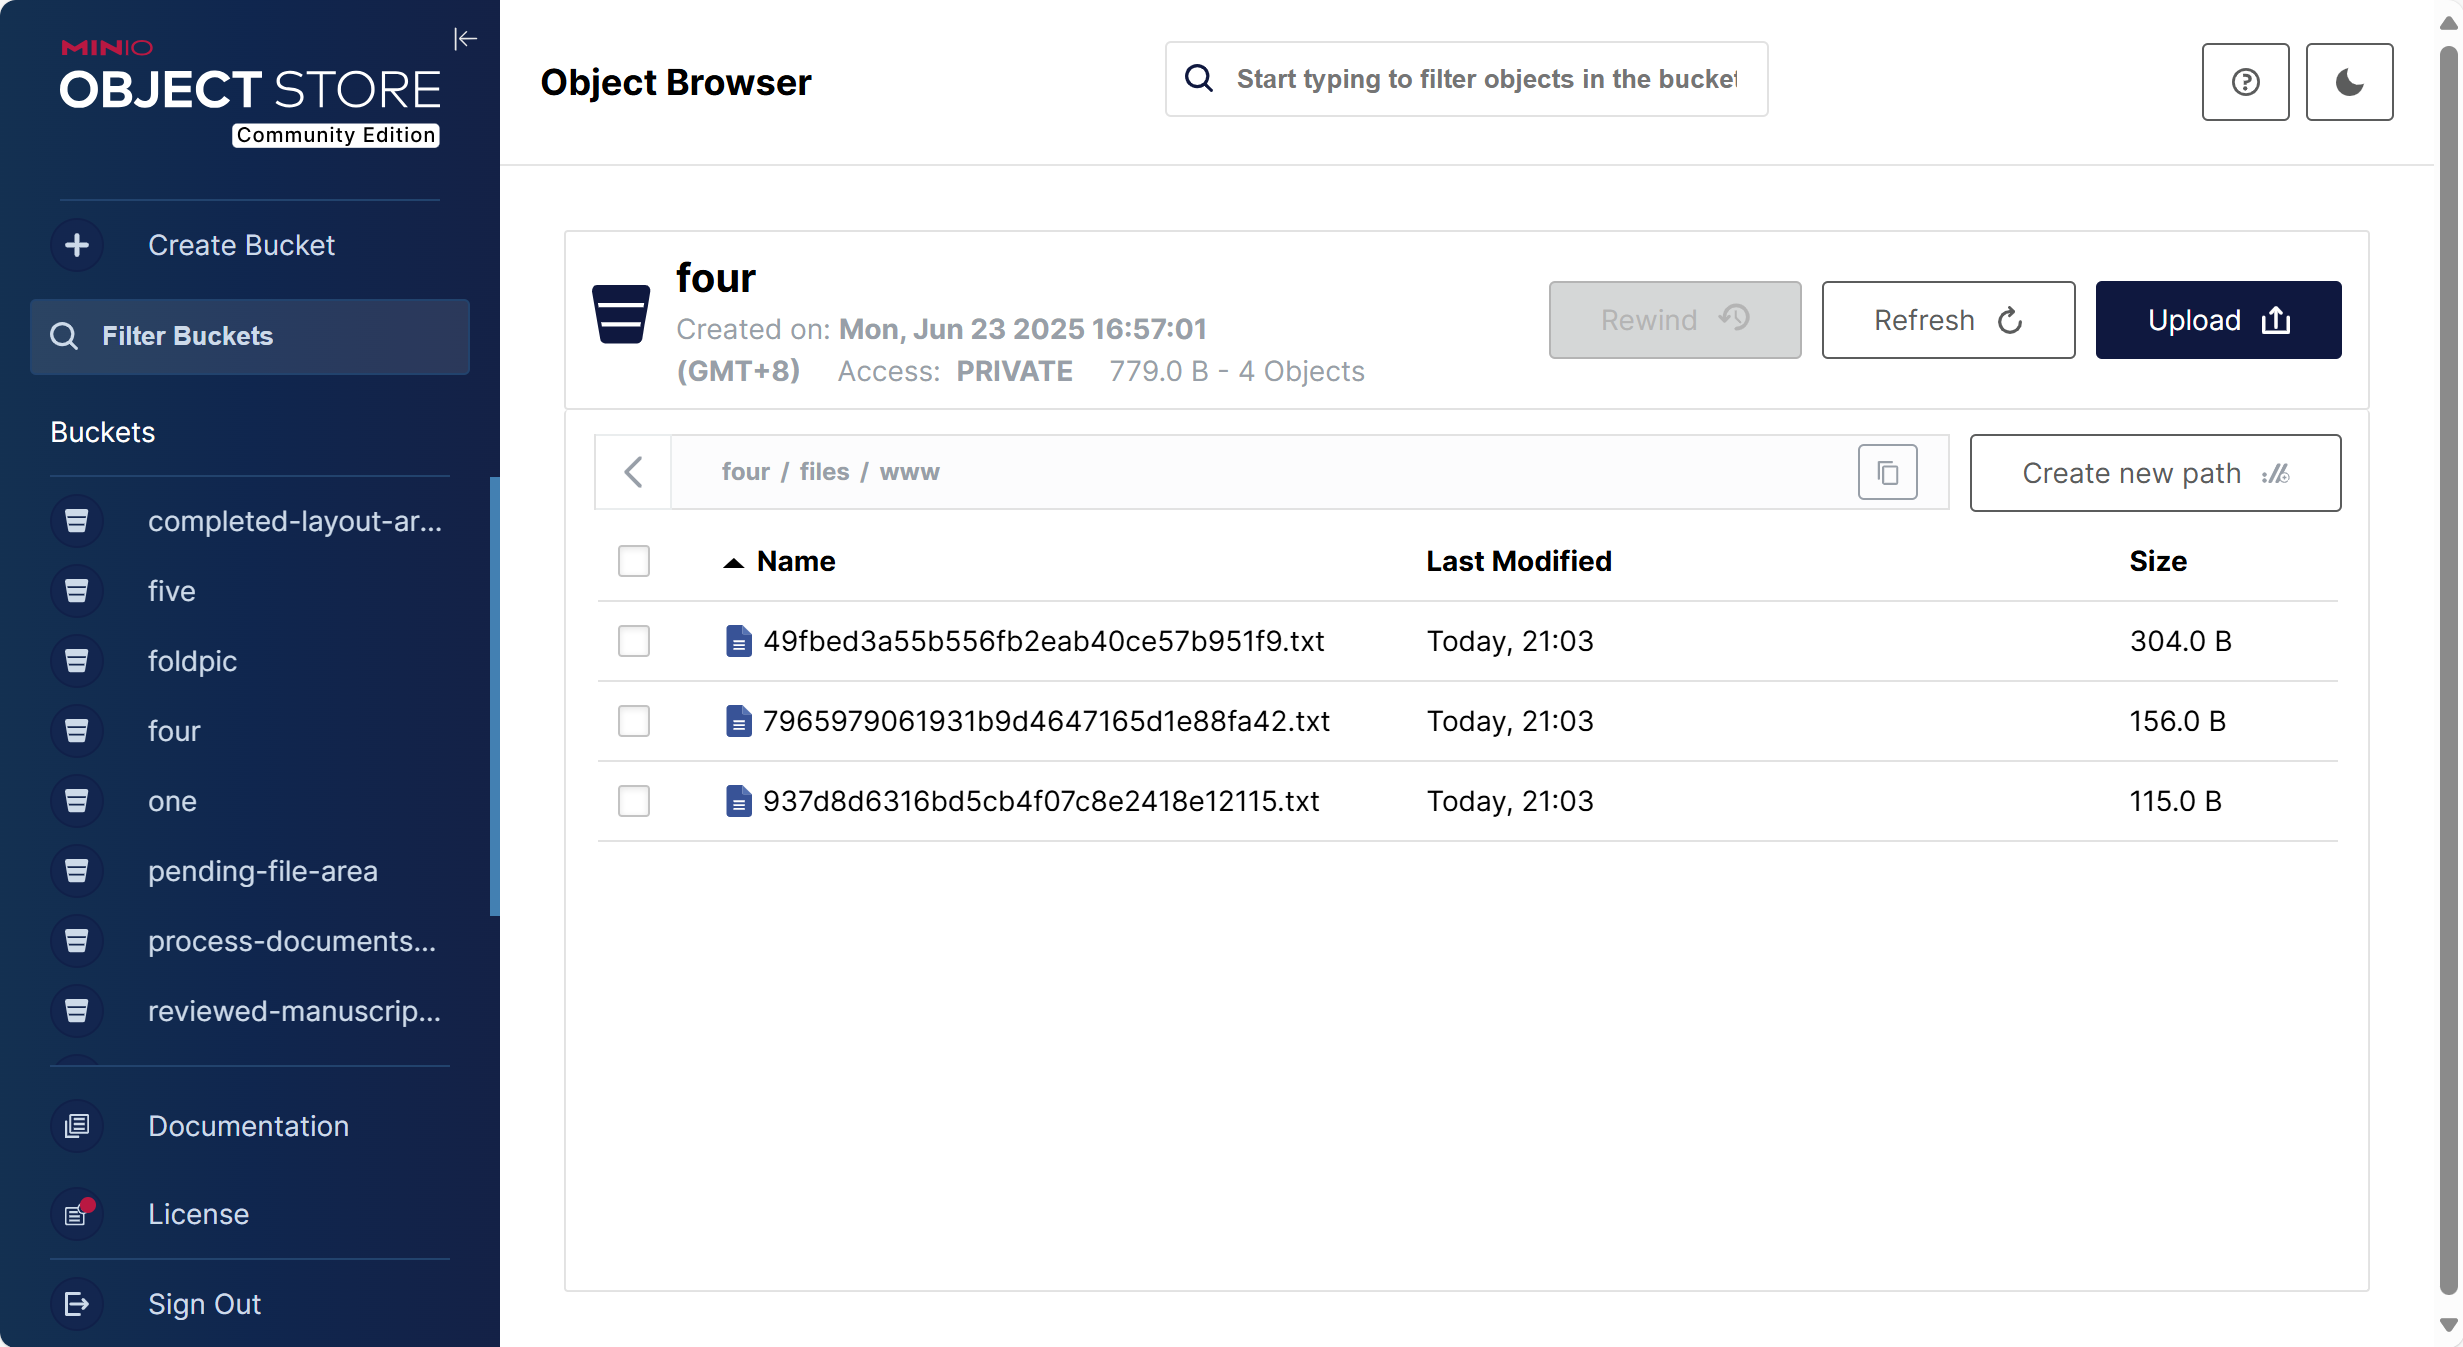 MINIO
OBJECT STORE
Community Edition
Create Bucket
Filter Buckets
Buckets
completed-layout-ar...
five
foldpic
four
one
pending-file-area
process-documents...
reviewed-manuscrip...
Documentation
License
Sign Out
Object Browser
Start typing to filter objects in the bucket
four
Created on: Mon, Jun 23 2025 16:57:01
(GMT+8) Access: PRIVATE 779.0 B - 4 Objects
Rewind
Refresh
Upload
four / files / www
Create new path
Name Last Modified Size
49fbed3a55b556fb2eab40ce57b951f9.txt Today, 21:03 304.0 B
7965979061931b9d4647165d1e88fa42.txt Today, 21:03 156.0 B
937d8d6316bd5cb4f07c8e2418e12115.txt Today, 21:03 115.0 B